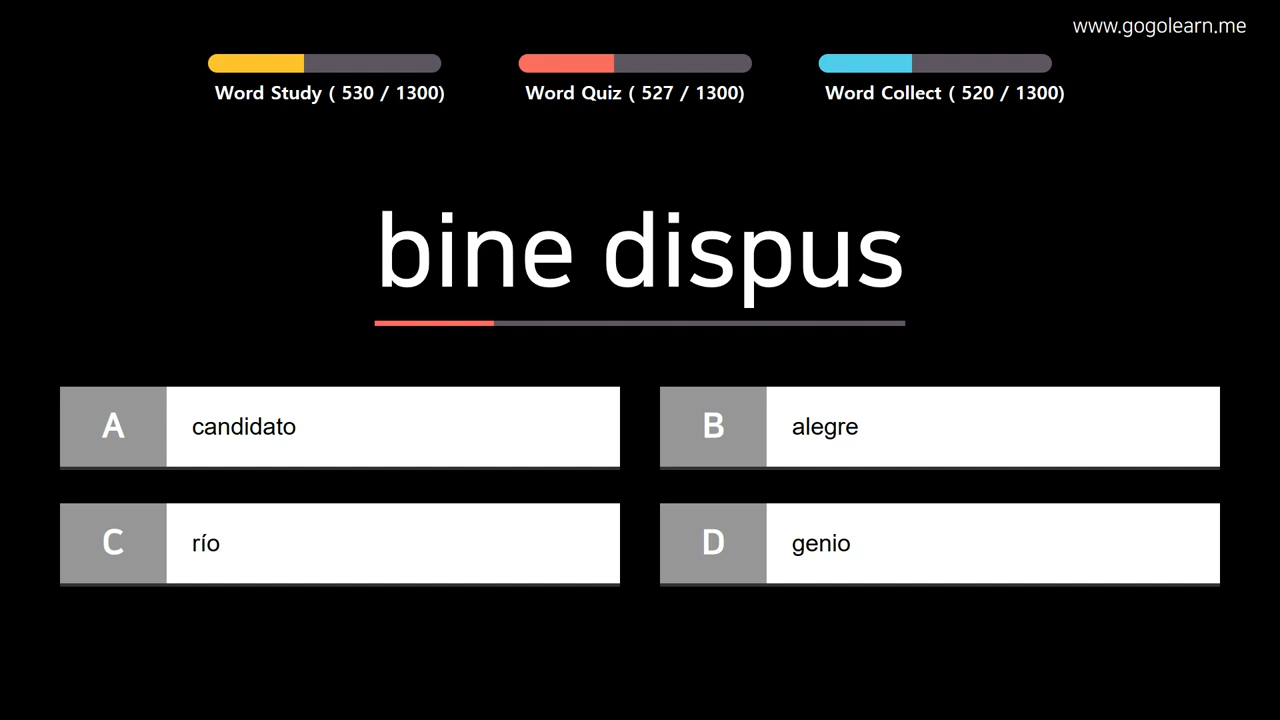 www.gogolearn.me
Word Study ( 530 / 1300)
Word Quiz ( 527 / 1300)
Word Collect ( 520 / 1300)
bine dispus
A candidato
B alegre
C río
D genio